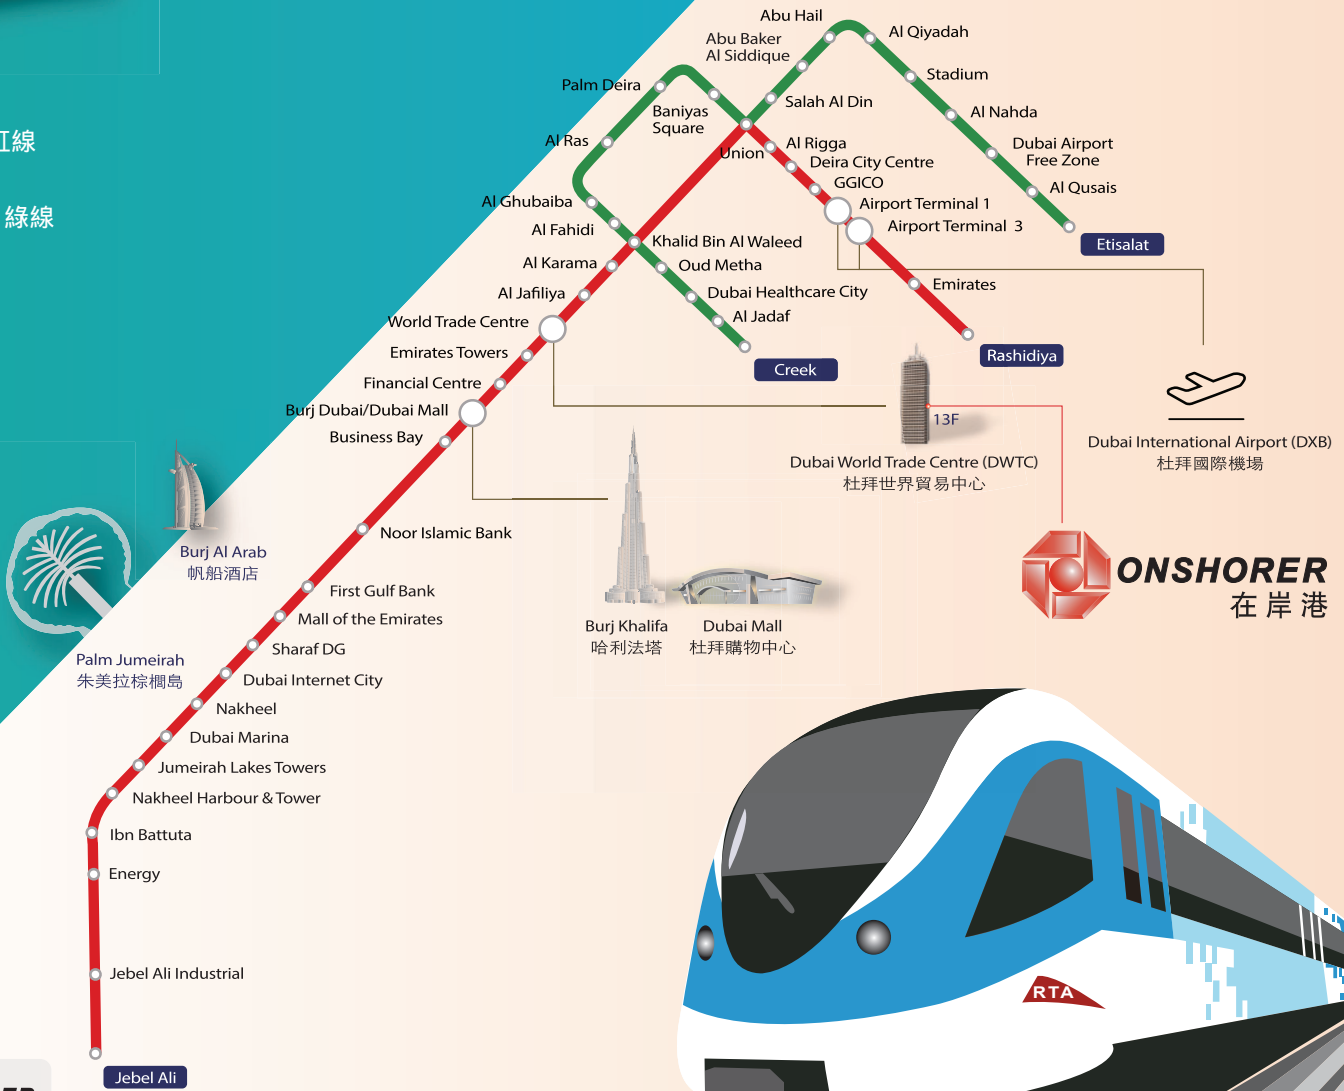 紅線
綠線
Abu Hail
Al Qiyadah
Abu Baker
Al Siddique
Stadium
Palm Deira
Salah Al Din
Baniyas
Square
Al Nahda
Al Ras
Union
Al Rigga
Dubai Airport
Free Zone
Deira City Centre
GGICO
Al Qusais
Al Ghubaiba
Airport Terminal 1
Airport Terminal 3
Al Fahidi
Etisalat
Khalid Bin Al Waleed
Al Karama
Oud Metha
Al Jafiliya
Dubai Healthcare City
Emirates
World Trade Centre
Al Jadaf
Emirates Towers
Rashidiya
Creek
Financial Centre
Burj Dubai/Dubai Mall
13F
Business Bay
Dubai International Airport (DXB)
杜拜國際機場
Dubai World Trade Centre (DWTC)
杜拜世界貿易中心
Noor Islamic Bank
Burj Al Arab
帆船酒店
ONSHORER
在岸港
First Gulf Bank
Mall of the Emirates
Burj Khalifa
哈利法塔
Dubai Mall
杜拜購物中心
Sharaf DG
Palm Jumeirah
朱美拉棕櫚島
Dubai Internet City
Nakheel
Dubai Marina
Jumeirah Lakes Towers
Nakheel Harbour & Tower
Ibn Battuta
Energy
Jebel Ali Industrial
RTA
Jebel Ali